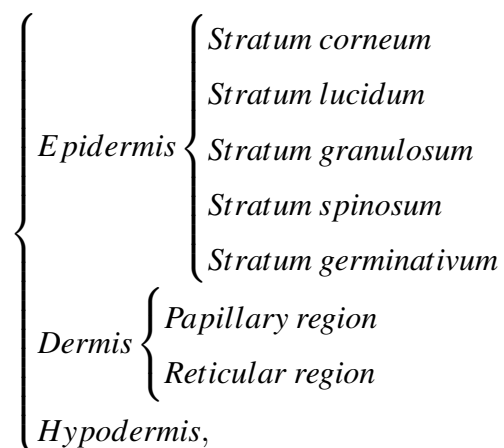 Stratum corneum
Stratum lucidum
Epidermis Stratum granulosum
Stratum spinosum
Stratum germinativum
Papillary region
Dermis
Reticular region
Hypodermis,